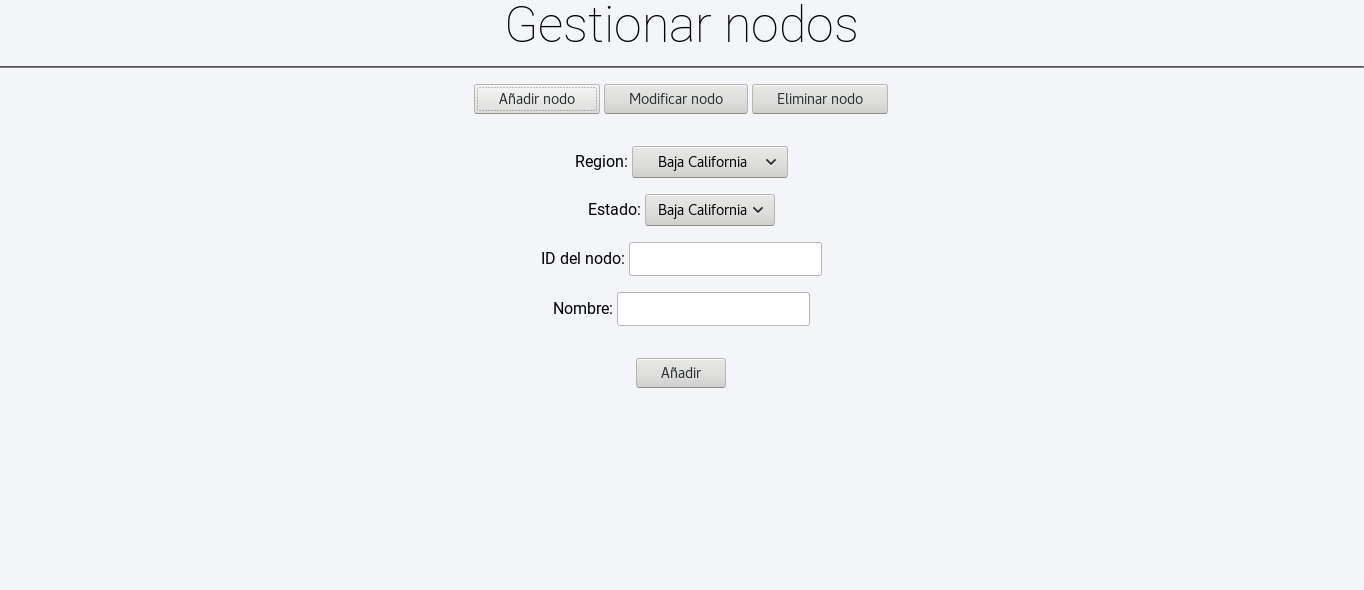 Gestionar nodos
Añadir nodo Modificar nodo Eliminar nodo
Region: Baja California
Estado: Baja California
ID del nodo:
Nombre:
Añadir